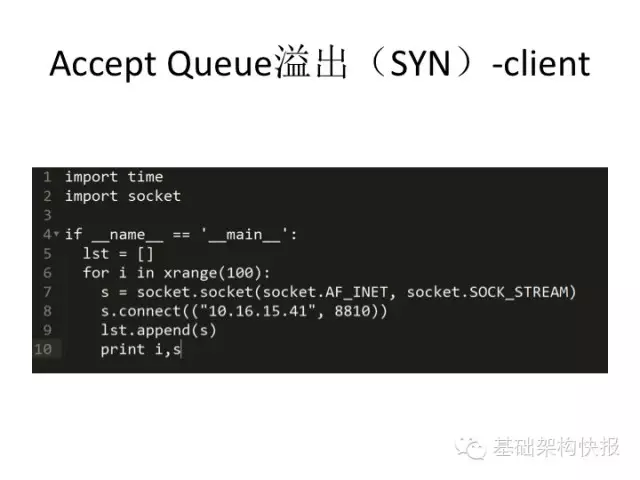 Accept Queue溢出（SYN）-client
1 import time
2 import socket
3
4 if __name__ == '__main__':
5   lst = []
6   for i in xrange(100):
7     s = socket.socket(socket.AF_INET, socket.SOCK_STREAM)
8     s.connect(("10.16.15.41", 8810))
9     lst.append(s)
10     print i,s
基础架构快报